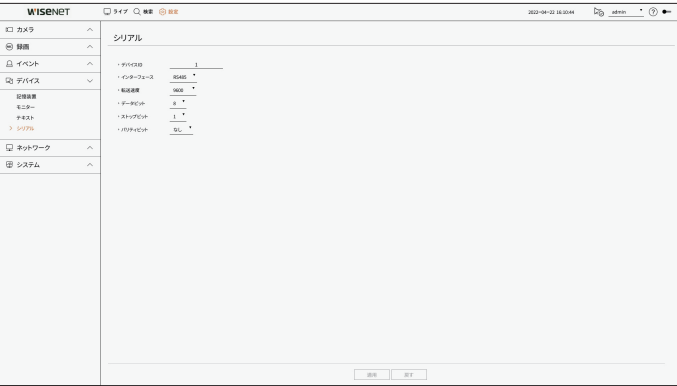 WISENET
ライブ 検索 設定 2022-04-22 16:10:44 admin ?
カメラ
録画
イベント
デバイス
記憶装置
モニター
テキスト
シリアル
ネットワーク
システム
シリアル
・デバイスID 1
・インターフェース RS485
・転送速度 9600
・データビット 8
・ストップビット 1
・パリティビット なし
適用 戻す